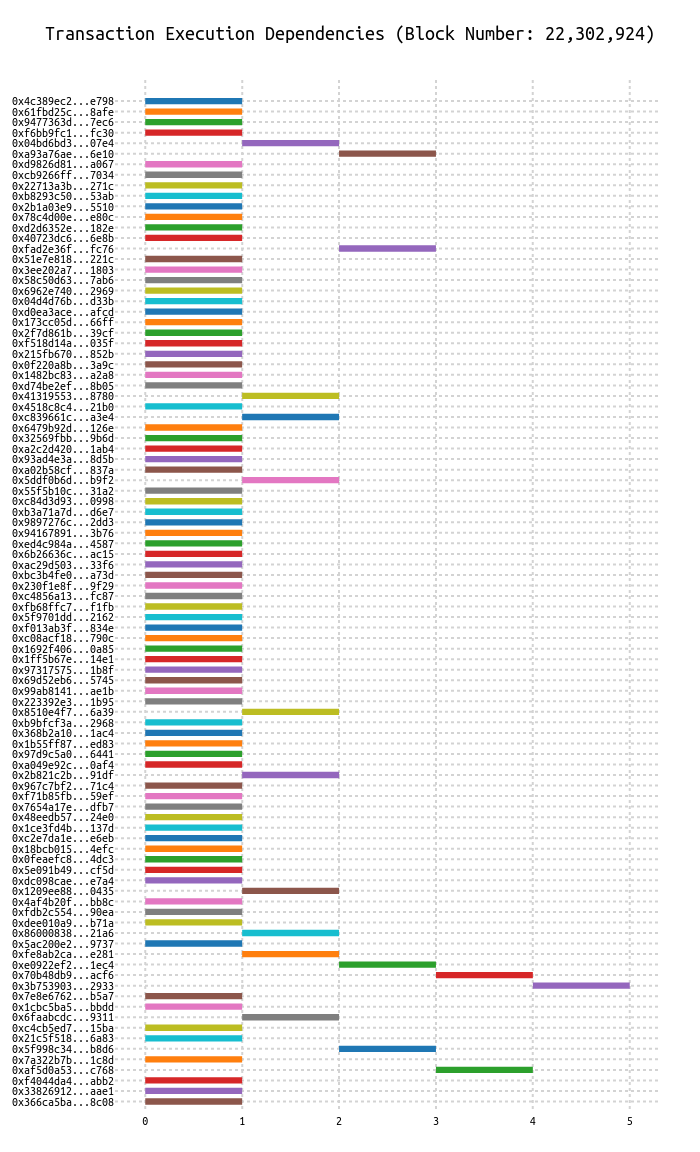 Transaction Execution Dependencies (Block Number: 22,302,924)
0x4c389ec2...e798
0x61fbd25c...8afe
0x9477363d...7ec6
0xf6bb9fc1...fc30
0x04bd6bd3...07e4
0xa93a76ae...6e10
0xd9826d81...a067
0xcb9266ff...7034
0x22713a3b...271c
0xb8293c50...53ab
0x2b1a03e9...5510
0x78c4d00e...e80c
0xd2d6352e...182e
0x40723dc6...6e8b
0xfad2e36f...fc76
0x51e7e818...221c
0x3ee202a7...1803
0x58c50d63...7ab6
0x6962e740...2969
0x04d4d76b...d33b
0xd0ea3ace...afcd
0x173cc05d...66ff
0x2f7d861b...39cf
0xf518d14a...035f
0x215fb670...852b
0x0f220a8b...3a9c
0x1482bc83...a2a8
0xd74be2ef...8b05
0x41319553...8780
0x4518c8c4...21b0
0xc839661c...a3e4
0x6479b92d...126e
0x32569fbb...9b6d
0xa2c2d420...1ab4
0x93ad4e3a...8d5b
0xa02b58cf...837a
0x5ddf0b6d...b9f2
0x55f5b10c...31a2
0xc84d3d93...0998
0xb3a71a7d...d6e7
0x9897276c...2dd3
0x94167891...3b76
0xed4c984a...4587
0x6b26636c...ac15
0xac29d503...33f6
0xbc3b4fe0...a73d
0x230f1e8f...9f29
0xc4856a13...fc87
0xfb68ffc7...f1fb
0x5f9701dd...2162
0xf013ab3f...834e
0xc08acf18...790c
0x1692f406...0a85
0x1ff5b67e...14e1
0x97317575...1b8f
0x69d52eb6...5745
0x99ab8141...ae1b
0x223392e3...1b95
0x8510e4f7...6a39
0xb9bfcf3a...2968
0x368b2a10...1ac4
0x1b55ff87...ed83
0x97d9c5a0...6441
0xa049e92c...0af4
0x2b821c2b...91df
0x967c7bf2...71c4
0xf71b85fb...59ef
0x7654a17e...dfb7
0x48eedb57...24e0
0x1ce3fd4b...137d
0xc2e7da1e...e6eb
0x18bcb015...4efc
0x0feaefc8...4dc3
0x5e091b49...cf5d
0xdc098cae...e7a4
0x1209ee88...0435
0x4af4b20f...bb8c
0xfdb2c554...90ea
0xdee010a9...b71a
0x86000838...21a6
0x5ac200e2...9737
0xfe8ab2ca...e281
0xe0922ef2...1ec4
0x70b48db9...acf6
0x3b753903...2933
0x7e8e6762...b5a7
0x1cbc5ba5...bbdd
0x6faabcdc...9311
0xc4cb5ed7...15ba
0x21c5f518...6a83
0x5f998c34...b8d6
0x7a322b7b...1c8d
0xaf5d0a53...c768
0xf4044da4...abb2
0x33826912...aae1
0x366ca5ba...8c08
0 1 2 3 4 5